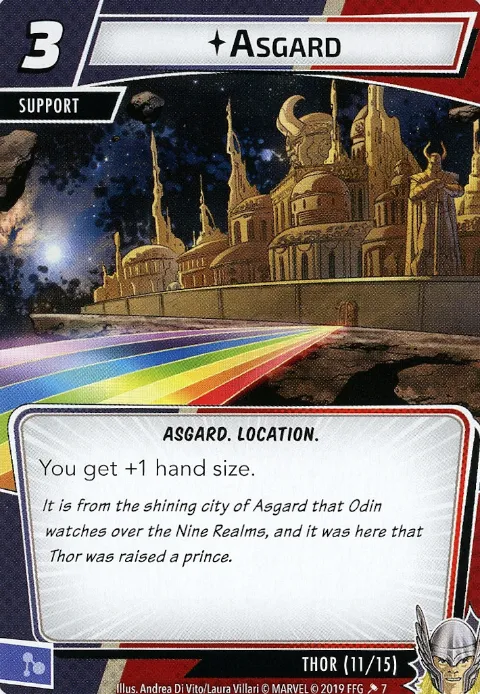 3
Asgard
SUPPORT
ASGARD. LOCATION.
You get +1 hand size.
It is from the shining city of Asgard that Odin
watches over the Nine Realms, and it was here that
Thor was raised a prince.
THOR (11/15)
Illus. Andrea Di Vito/Laura Villari © MARVEL © 2019 FFG 7